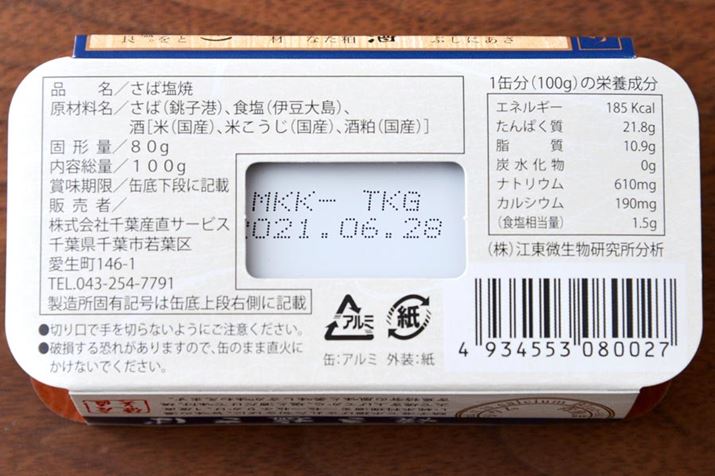 品 名／さば塩焼
原材料名／さば(銚子港)、食塩(伊豆大島)、
酒[米(国産)、米こうじ(国産)、酒粕(国産)]
固形量／80g
内容総量／100g
賞味期限／缶底下段に記載
販売者／
株式会社千葉産直サービス
千葉県千葉市若葉区
愛生町146-1
TEL.043-254-7791
製造所固有記号は缶底上段右側に記載
●切り口で手を切らないようにご注意ください。
●破損する恐れがありますので、缶のまま直火に
かけないでください。
MKK- TKG
2021.06.28
アルミ
紙
缶:アルミ 外装:紙
1缶分(100g)の栄養成分
エネルギー 185 Kcal
たんぱく質 21.8g
脂質 10.9g
炭水化物 0g
ナトリウム 610mg
カルシウム 190mg
(食塩相当量) 1.5g
(株)江東微生物研究所分析
4 934553 080027